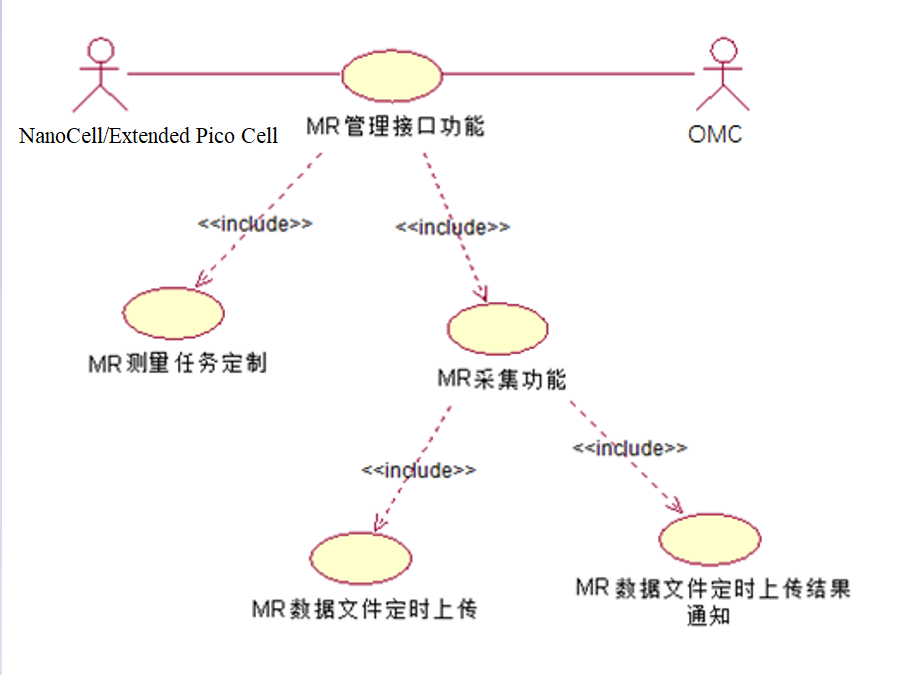 NanoCell/Extended Pico Cell
MR管理接口功能
OMC
<<include>>
<<include>>
MR测量任务定制
MR采集功能
<<include>>
<<include>>
MR数据文件定时上传
MR数据文件定时上传结果
通知